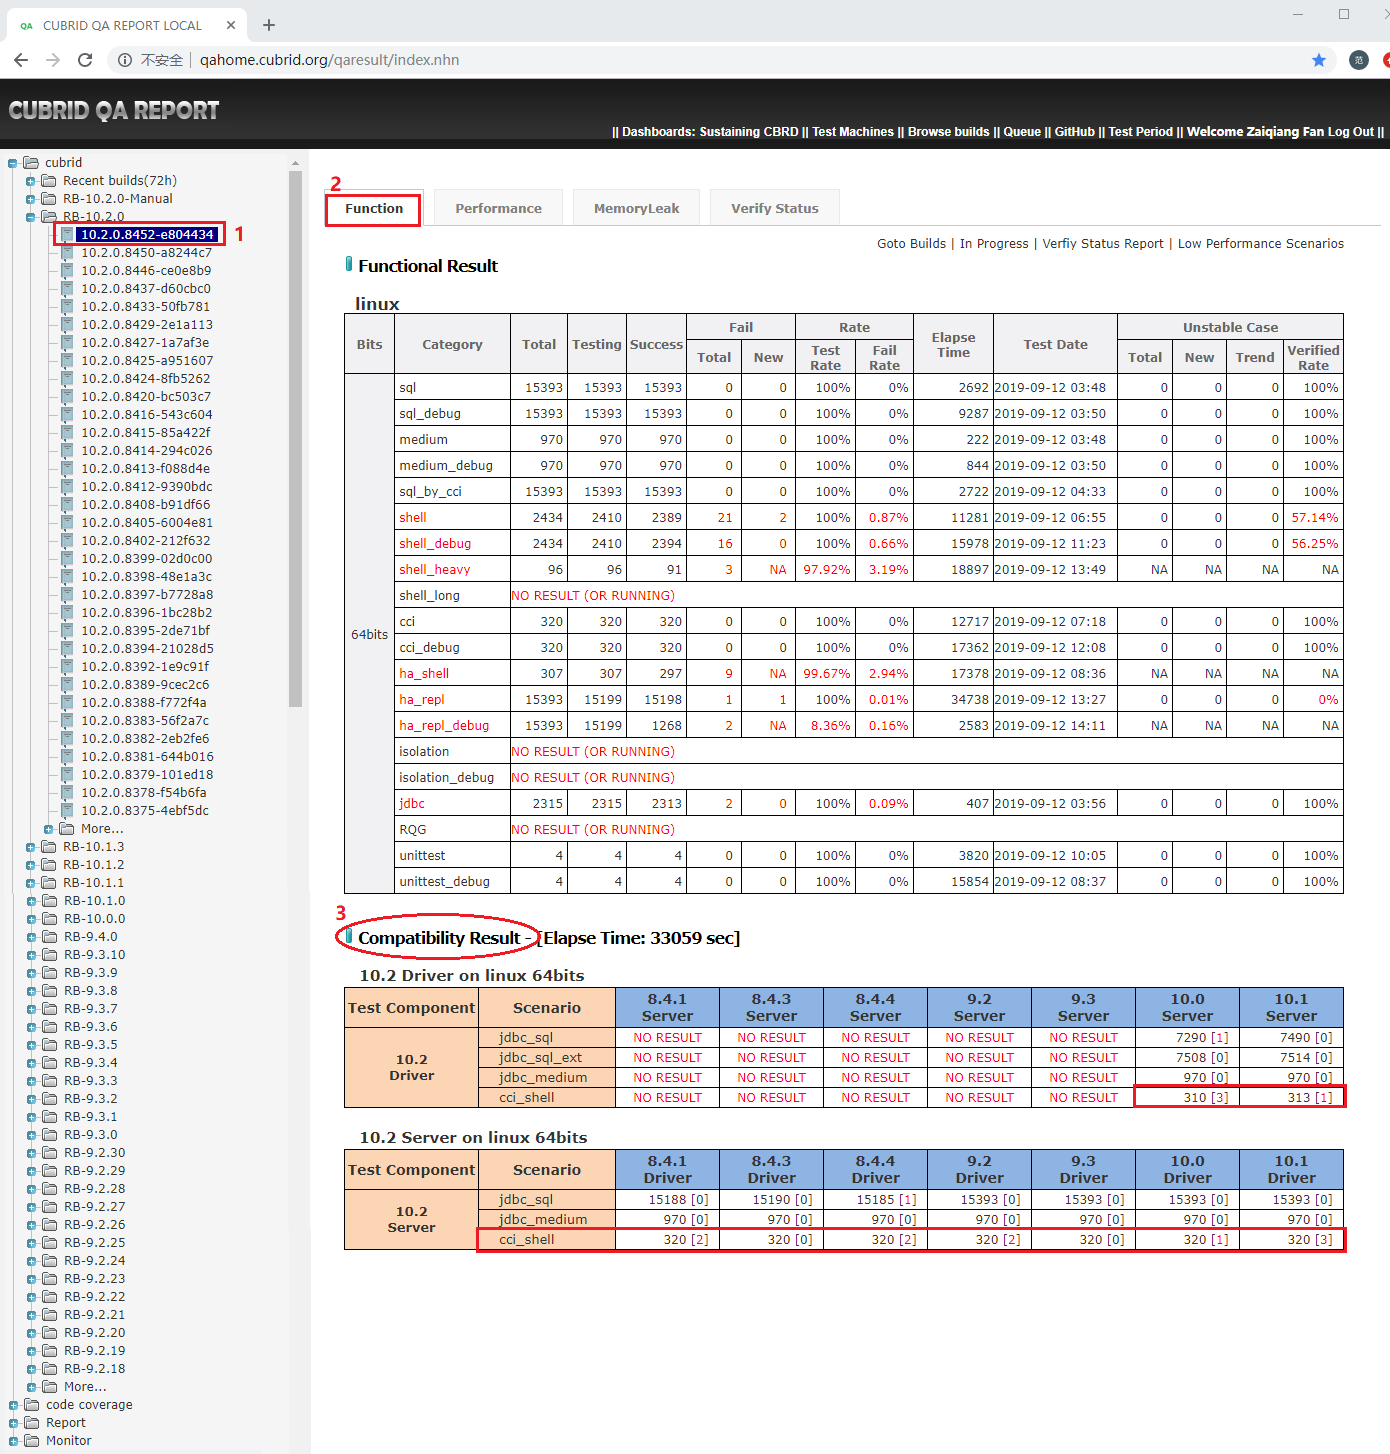 QA CUBRID QA REPORT LOCAL
不安全 qahome.cubrid.org/qaresult/index.nhn
范
CUBRID QA REPORT
|| Dashboards: Sustaining CBRD || Test Machines || Browse builds || Queue || GitHub || Test Period || Welcome Zaiqiang Fan Log Out ||
cubrid
Recent builds(72h)
RB-10.2.0-Manual
RB-10.2.0
10.2.0.8452-e804434 1
10.2.0.8450-a8244c7
10.2.0.8446-ce0e8b9
10.2.0.8437-d60cbc0
10.2.0.8433-50fb781
10.2.0.8429-2e1a113
10.2.0.8427-1a7af3e
10.2.0.8425-a951607
10.2.0.8424-8fb5262
10.2.0.8420-bc503c7
10.2.0.8416-543c604
10.2.0.8415-85a422f
10.2.0.8414-294c026
10.2.0.8413-f088d4e
10.2.0.8412-9390bdc
10.2.0.8408-b91df66
10.2.0.8405-6004e81
10.2.0.8402-212f632
10.2.0.8399-02d0c00
10.2.0.8398-48e1a3c
10.2.0.8397-b7728a8
10.2.0.8396-1bc28b2
10.2.0.8395-2de71bf
10.2.0.8394-21028d5
10.2.0.8392-1e9c91f
10.2.0.8389-9cec2c6
10.2.0.8388-f772f4a
10.2.0.8383-56f2a7c
10.2.0.8382-2eb2fe6
10.2.0.8381-644b016
10.2.0.8379-101ed18
10.2.0.8378-f54b6fa
10.2.0.8375-4ebf5dc
More...
RB-10.1.3
RB-10.1.2
RB-10.1.1
RB-10.1.0
RB-10.0.0
RB-9.4.0
RB-9.3.10
RB-9.3.9
RB-9.3.8
RB-9.3.7
RB-9.3.6
RB-9.3.5
RB-9.3.4
RB-9.3.3
RB-9.3.2
RB-9.3.1
RB-9.3.0
RB-9.2.30
RB-9.2.29
RB-9.2.28
RB-9.2.27
RB-9.2.26
RB-9.2.25
RB-9.2.24
RB-9.2.23
RB-9.2.22
RB-9.2.21
RB-9.2.20
RB-9.2.19
RB-9.2.18
More...
code coverage
Report
Monitor
2
Function Performance MemoryLeak Verify Status
Goto Builds | In Progress | Verfiy Status Report | Low Performance Scenarios
Functional Result
linux
Bits Category Total Testing Success Fail Rate Elapse Time Test Date Unstable Case
Total New Test Rate Fail Rate Total New Trend Verified Rate
64bits
sql 15393 15393 15393 0 0 100% 0% 2692 2019-09-12 03:48 0 0 0 100%
sql_debug 15393 15393 15393 0 0 100% 0% 9287 2019-09-12 03:50 0 0 0 100%
medium 970 970 970 0 0 100% 0% 222 2019-09-12 03:48 0 0 0 100%
medium_debug 970 970 970 0 0 100% 0% 844 2019-09-12 03:50 0 0 0 100%
sql_by_cci 15393 15393 15393 0 0 100% 0% 2722 2019-09-12 04:33 0 0 0 100%
shell 2434 2410 2389 21 2 100% 0.87% 11281 2019-09-12 06:55 0 0 0 57.14%
shell_debug 2434 2410 2394 16 0 100% 0.66% 15978 2019-09-12 11:23 0 0 0 56.25%
shell_heavy 96 96 91 3 NA 97.92% 3.19% 18897 2019-09-12 13:49 NA NA NA NA
shell_long NO RESULT (OR RUNNING)
cci 320 320 320 0 0 100% 0% 12717 2019-09-12 07:18 0 0 0 100%
cci_debug 320 320 320 0 0 100% 0% 17362 2019-09-12 12:08 0 0 0 100%
ha_shell 307 307 297 9 NA 99.67% 2.94% 17378 2019-09-12 08:36 NA NA NA NA
ha_repl 15393 15199 15198 1 1 100% 0.01% 34738 2019-09-12 13:27 0 0 0 0%
ha_repl_debug 15393 15199 1268 2 NA 8.36% 0.16% 2583 2019-09-12 14:11 NA NA NA NA
isolation NO RESULT (OR RUNNING)
isolation_debug NO RESULT (OR RUNNING)
jdbc 2315 2315 2313 2 0 100% 0.09% 407 2019-09-12 03:56 0 0 0 100%
RQG NO RESULT (OR RUNNING)
unittest 4 4 4 0 0 100% 0% 3820 2019-09-12 10:05 0 0 0 100%
unittest_debug 4 4 4 0 0 100% 0% 15854 2019-09-12 08:37 0 0 0 100%
3
Compatibility Result - [Elapse Time: 33059 sec]
10.2 Driver on linux 64bits
Test Component Scenario 8.4.1 Server 8.4.3 Server 8.4.4 Server 9.2 Server 9.3 Server 10.0 Server 10.1 Server
10.2 Driver
jdbc_sql NO RESULT NO RESULT NO RESULT NO RESULT NO RESULT 7290 [1] 7490 [0]
jdbc_sql_ext NO RESULT NO RESULT NO RESULT NO RESULT NO RESULT 7508 [0] 7514 [0]
jdbc_medium NO RESULT NO RESULT NO RESULT NO RESULT NO RESULT 970 [0] 970 [0]
cci_shell NO RESULT NO RESULT NO RESULT NO RESULT NO RESULT 310 [3] 313 [1]
10.2 Server on linux 64bits
Test Component Scenario 8.4.1 Driver 8.4.3 Driver 8.4.4 Driver 9.2 Driver 9.3 Driver 10.0 Driver 10.1 Driver
10.2 Server
jdbc_sql 15188 [0] 15190 [0] 15185 [1] 15393 [0] 15393 [0] 15393 [0] 15393 [0]
jdbc_medium 970 [0] 970 [0] 970 [0] 970 [0] 970 [0] 970 [0] 970 [0]
cci_shell 320 [2] 320 [0] 320 [2] 320 [2] 320 [0] 320 [1] 320 [3]